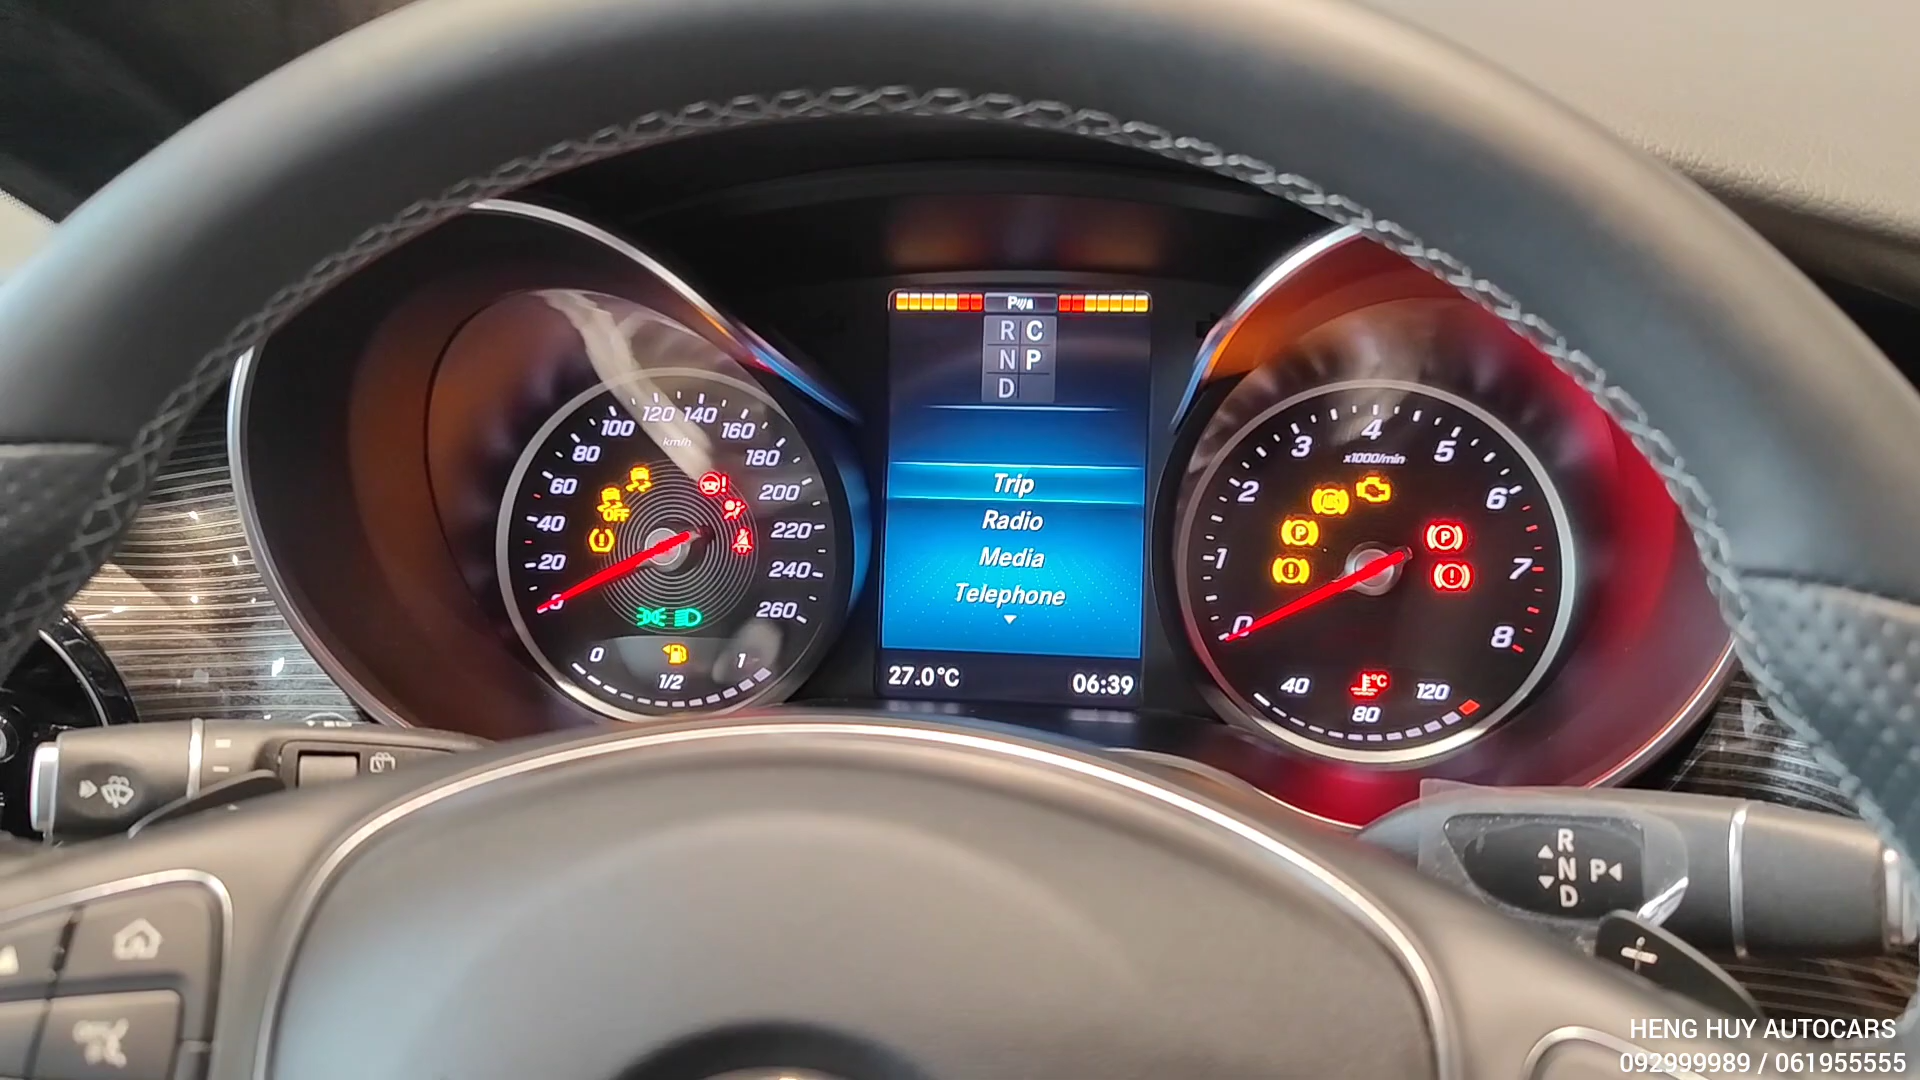 P
R C
N P
D
Trip
Radio
Media
Telephone
27.0°C
06:39
0
20
40
60
80
100
120
140
160
180
200
220
240
260
km/h
OFF
0
1/2
1
0
1
2
3
4
5
6
7
8
x1000/min
P
P
°C
40
80
120
R
N P
D
HENG HUY AUTOCARS
092999989 / 061955555